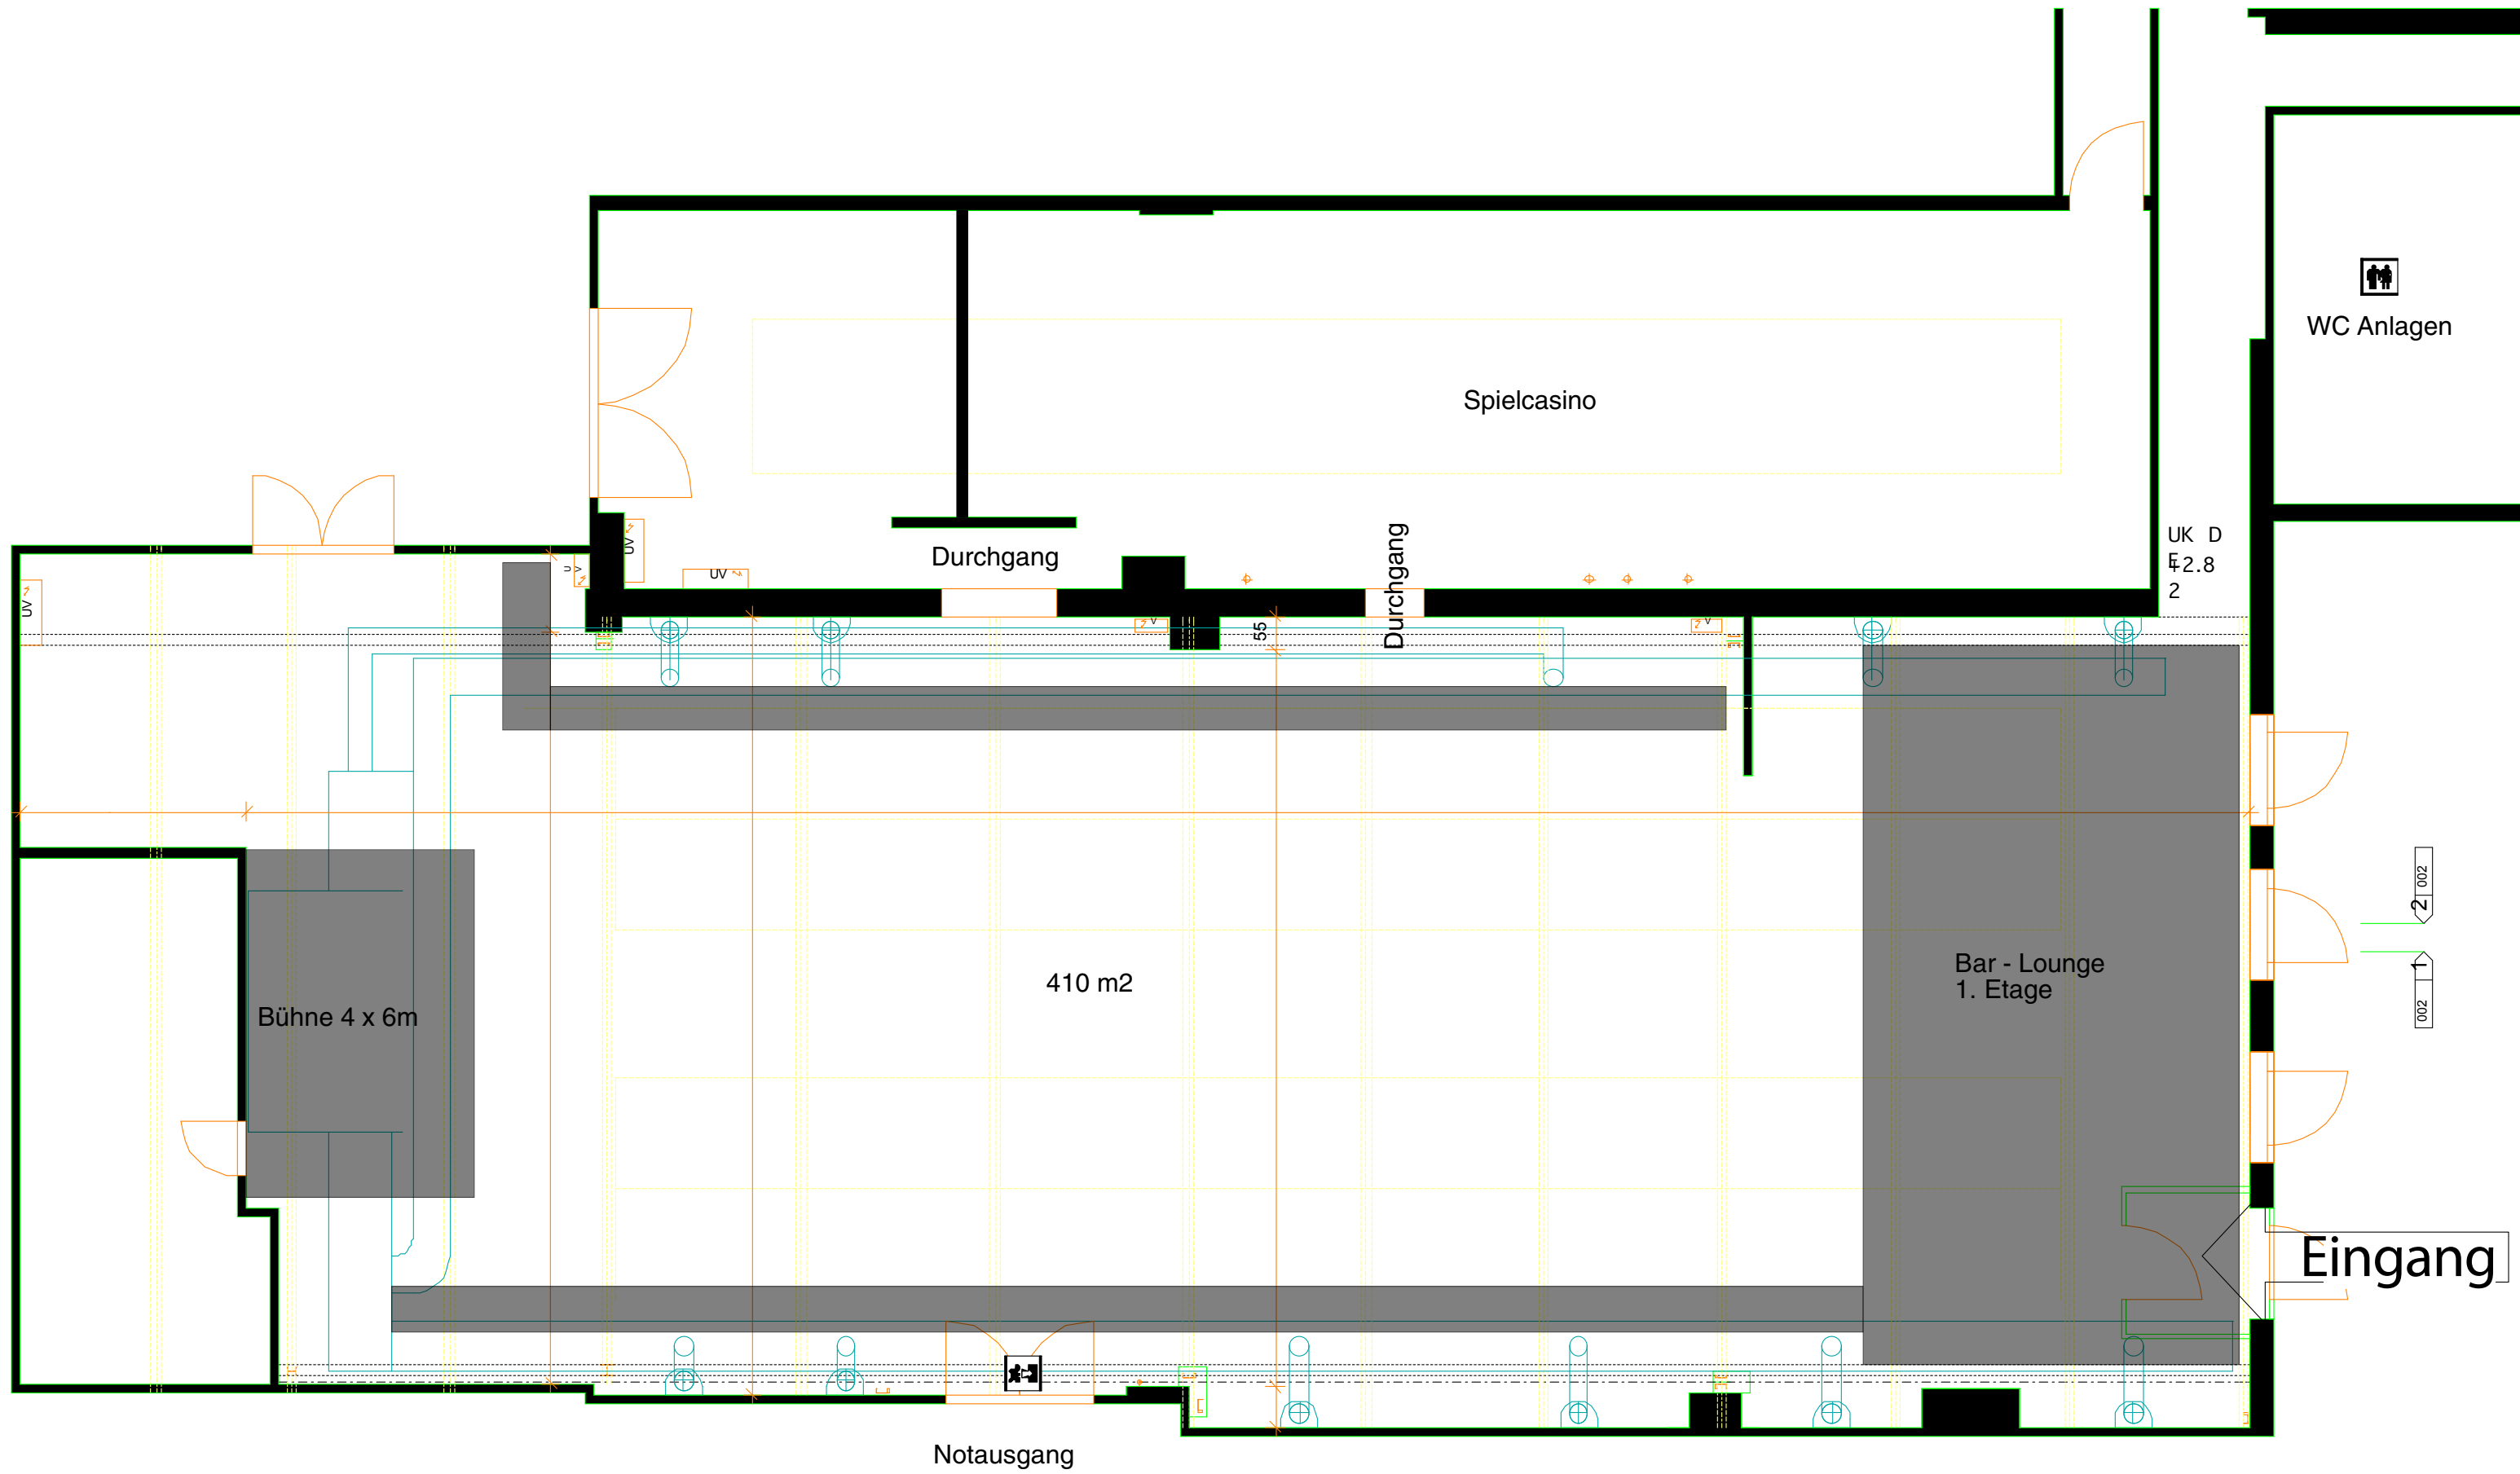 WC Anlagen
Spielcasino
UK D
E
+2.8
2
Durchgang
Durchgang
UV
UV
U
V
UV
V
V
55
002
2
410 m2
Bar - Lounge
1. Etage
1
002
Bühne 4 x 6m
Eingang
Notausgang